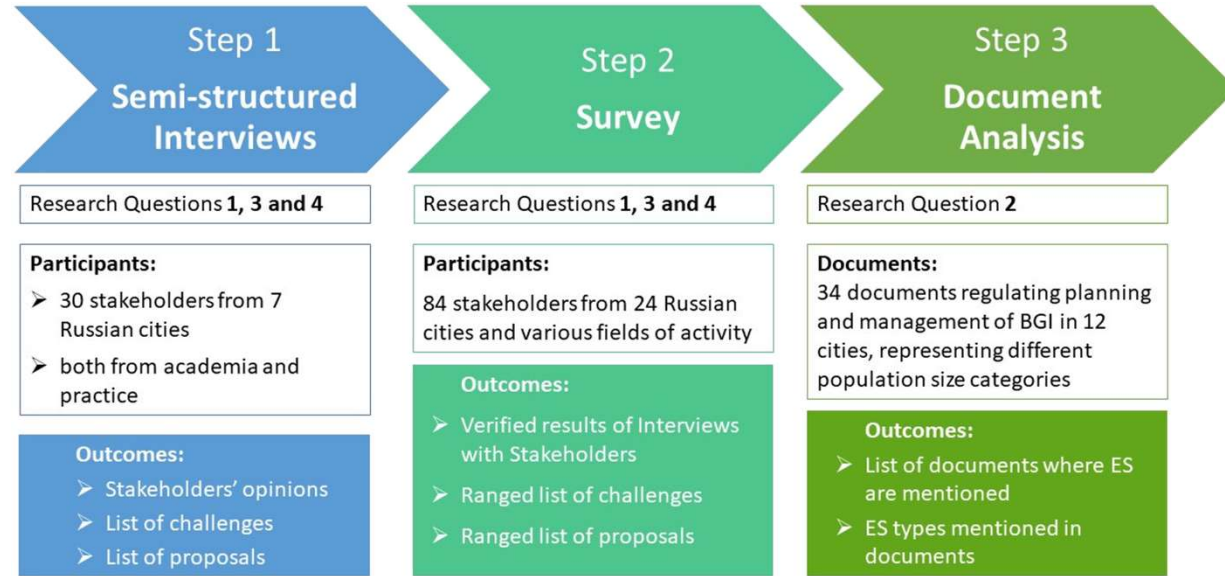 Step 1
Semi-structured
Interviews
Research Questions 1, 3 and 4
Participants:
➢ 30 stakeholders from 7
Russian cities
➢ both from academia and
practice
Outcomes:
➢ Stakeholders’ opinions
➢ List of challenges
➢ List of proposals
Step 2
Survey
Research Questions 1, 3 and 4
Participants:
84 stakeholders from 24 Russian
cities and various fields of activity
Outcomes:
➢ Verified results of Interviews
with Stakeholders
➢ Ranged list of challenges
➢ Ranged list of proposals
Step 3
Document
Analysis
Research Question 2
Documents:
34 documents regulating planning
and management of BGI in 12
cities, representing different
population size categories
Outcomes:
➢ List of documents where ES
are mentioned
➢ ES types mentioned in
documents